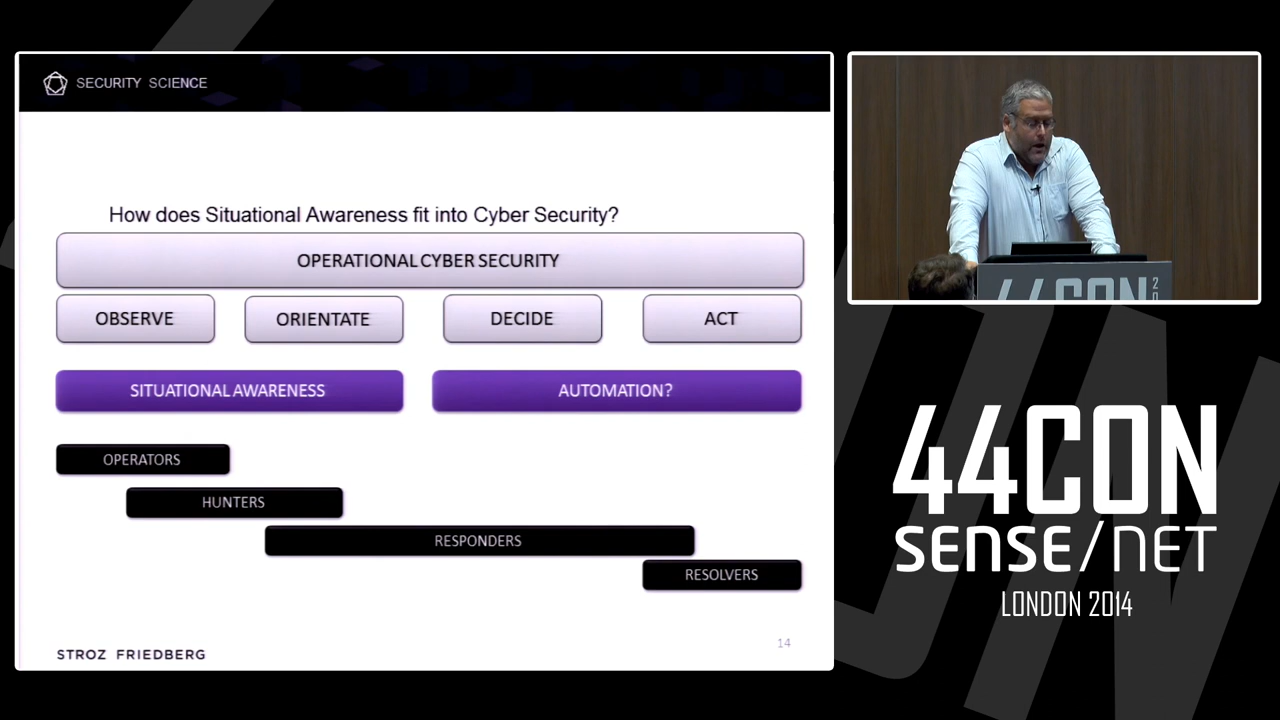 SECURITY SCIENCE
How does Situational Awareness fit into Cyber Security?
OPERATIONAL CYBER SECURITY
OBSERVE
ORIENTATE
DECIDE
ACT
SITUATIONAL AWARENESS
AUTOMATION?
OPERATORS
HUNTERS
RESPONDERS
RESOLVERS
STROZ FRIEDBERG
14
44CON
44CON
SENSE/NET
LONDON 2014